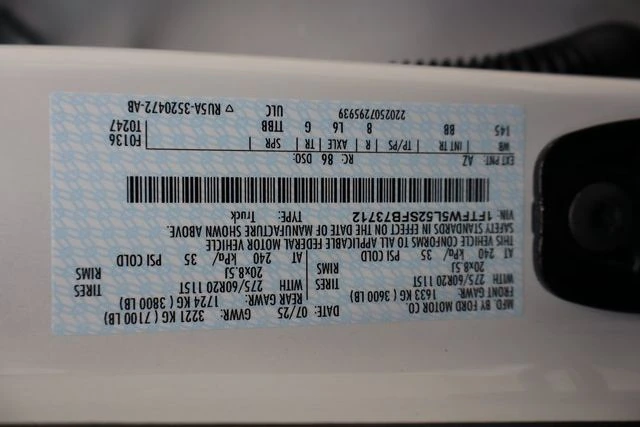 MFD. BY FORD MOTOR CO.
DATE: 07/25 GVWR: 3221 KG ( 7100 LB)
FRONT GAWR: 1633 KG ( 3600 LB) REAR GAWR: 1724 KG ( 3800 LB)
WITH 275/60R20 115T TIRES WITH 275/60R20 115T TIRES
20x8.5J RIMS 20x8.5J RIMS
AT 240 kPa/ 35 PSI COLD AT 240 kPa/ 35 PSI COLD
THIS VEHICLE CONFORMS TO ALL APPLICABLE FEDERAL MOTOR VEHICLE
SAFETY STANDARDS IN EFFECT ON DATE OF MANUFACTURE SHOWN ABOVE.
VIN: 1FTFW5L52SFB73712 TYPE: Truck
EXT PNT: AZ RC: 86 DSO: F0136
WB INT TR TP/PS R AXLE TR SPR T0247
145 BB 8 L6 G TTBB
2202507295939 ULC ▽ RU5A-3520472-AB